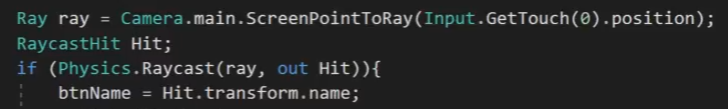 Ray ray = Camera.main.ScreenPointToRay(Input.GetTouch(0).position);
RaycastHit Hit;
if (Physics.Raycast(ray, out Hit)){
btnName = Hit.transform.name;